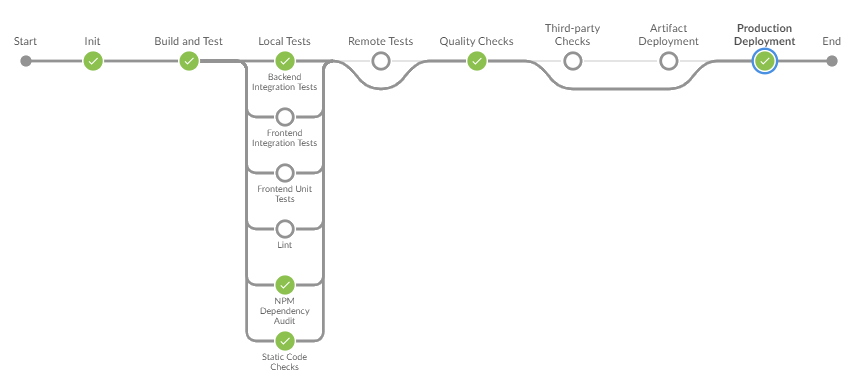 Start
Init
Build and Test
Local Tests
Remote Tests
Quality Checks
Third-party
Checks
Artifact
Deployment
Production
Deployment
End
Backend
Integration Tests
Frontend
Integration Tests
Frontend Unit
Tests
Lint
NPM
Dependency
Audit
Static Code
Checks